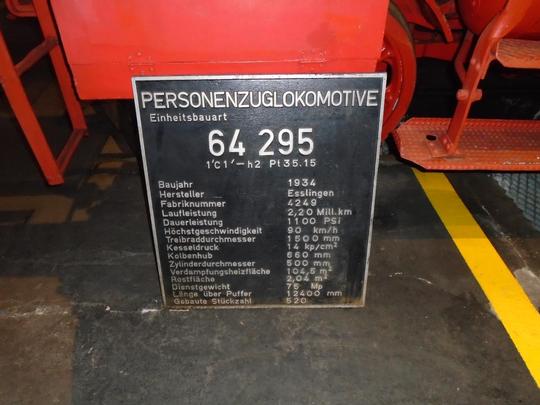 PERSONENZUGLOKOMOTIVE
Einheitsbauart
64 295
1'C1'-h2 Pt35.15
Baujahr 1934
Hersteller Esslingen
Fabriknummer 4249
Laufleistung 2,20 Mill.km
Dauerleistung 1100 PSi
Höchstgeschwindigkeit 90 km/h
Treibraddurchmesser 1500 mm
Kesseldruck 14 kp/cm²
Kolbenhub 660 mm
Zylinderdurchmesser 500 mm
Verdampfungsheizfläche 104,5 m²
Rostfläche 2,04 m²
Dienstgewicht 75 Mp
Länge über Puffer 12400 mm
Gebaute Stückzahl 520